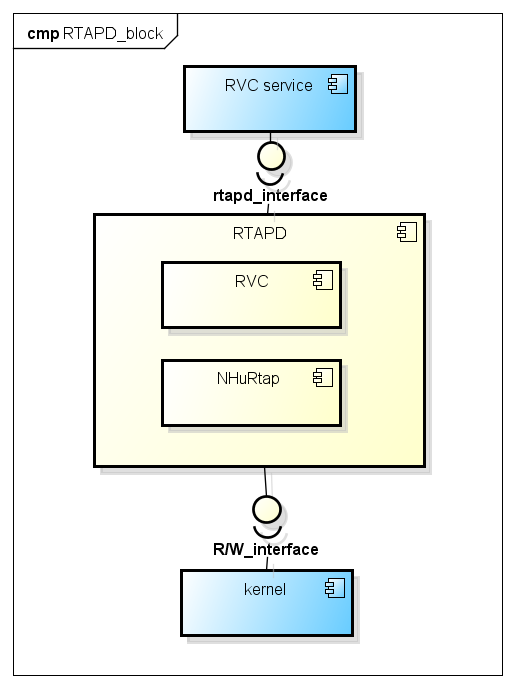 cmp RTAPD_block
RVC service
rtapd_interface
RTAPD
RVC
NHuRtap
R/W_interface
kernel